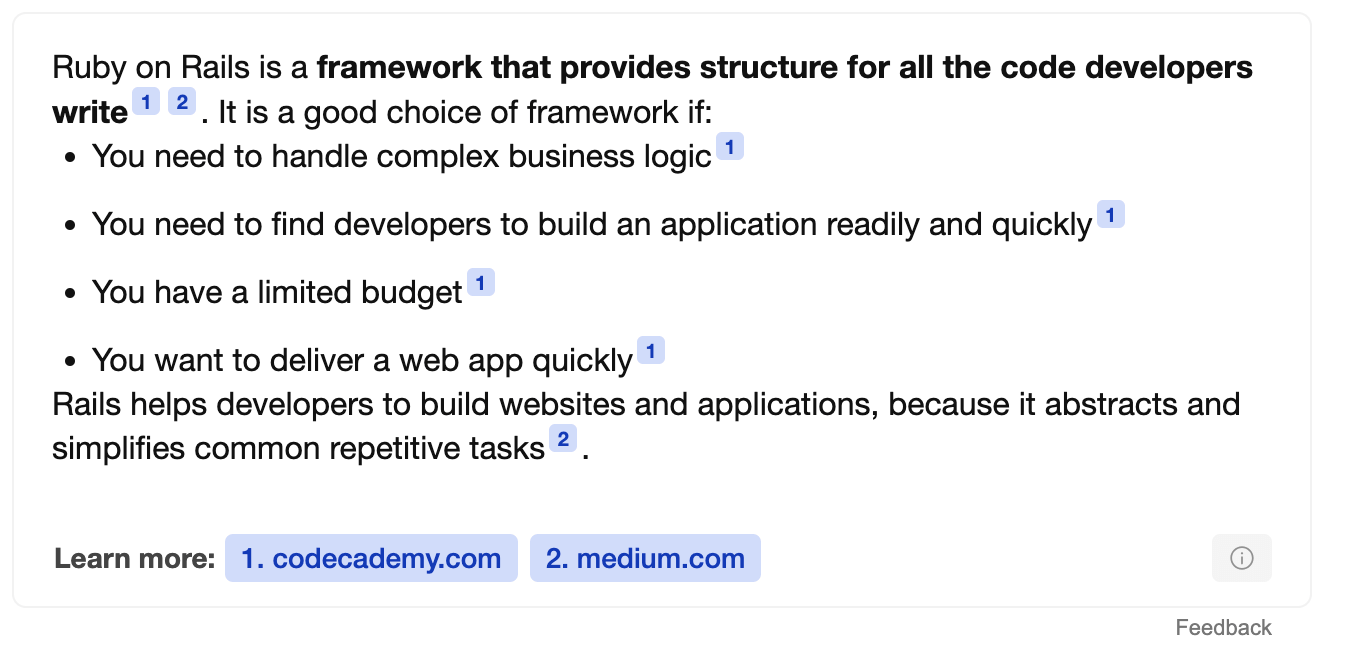 Ruby on Rails is a framework that provides structure for all the code developers
write 1 2 . It is a good choice of framework if:
• You need to handle complex business logic 1
• You need to find developers to build an application readily and quickly 1
• You have a limited budget 1
• You want to deliver a web app quickly 1
Rails helps developers to build websites and applications, because it abstracts and
simplifies common repetitive tasks 2 .
Learn more: 1. codecademy.com 2. medium.com
Feedback